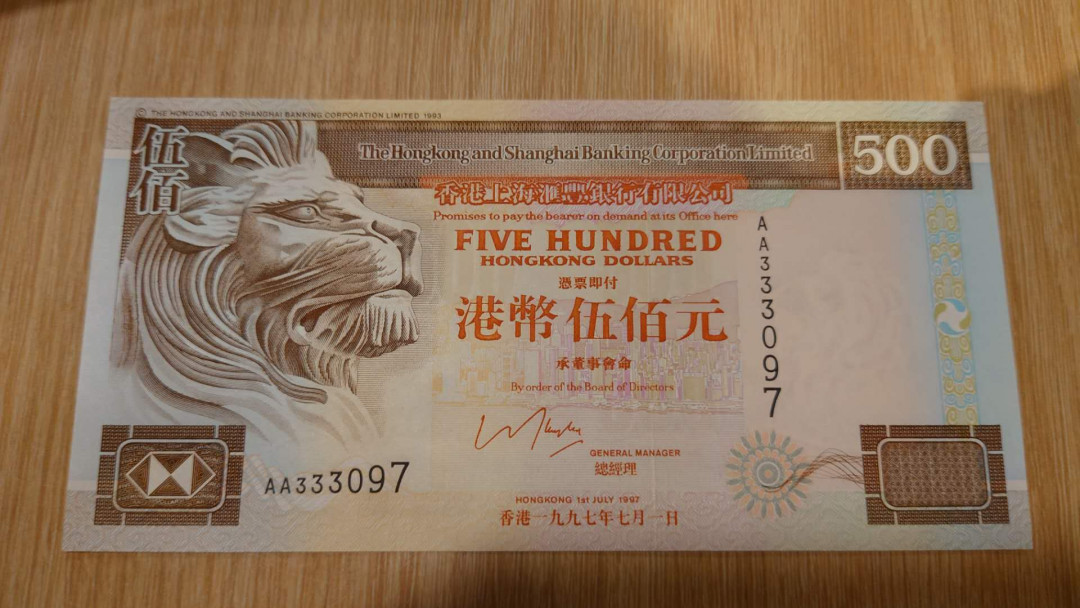 © THE HONGKONG AND SHANGHAI BANKING CORPORATION LIMITED 1993
伍佰
The Hongkong and Shanghai Banking Corporation Limited
500
香港上海滙豐銀行有限公司
Promises to pay the bearer on demand at its Office here
FIVE HUNDRED
HONGKONG DOLLARS
憑票即付
港幣伍佰元
承董事會命
By order of the Board of Directors
AA333097
GENERAL MANAGER
總經理
AA333097
HONGKONG 1st JULY 1997
香港一九九七年七月一日